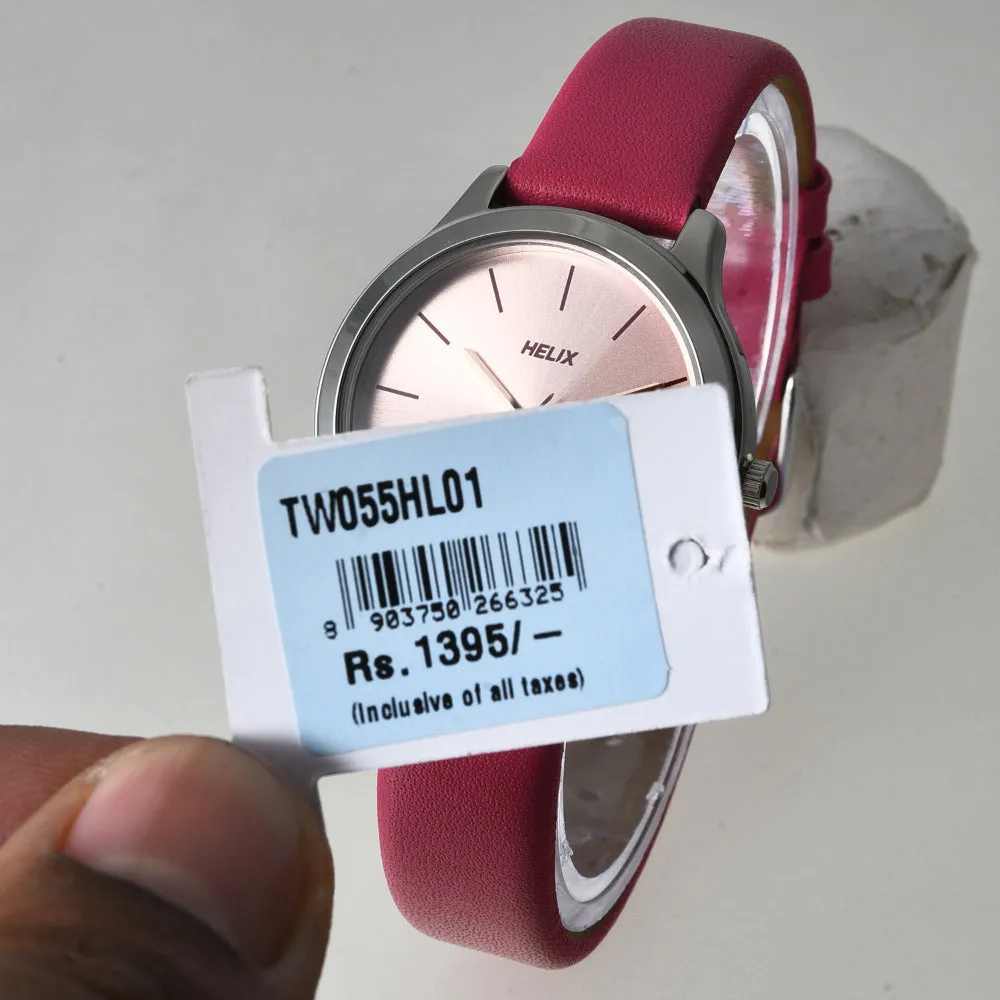 HELIX
TW055HL01
8 903750 266325
Rs. 1395/-
(Inclusive of all taxes)